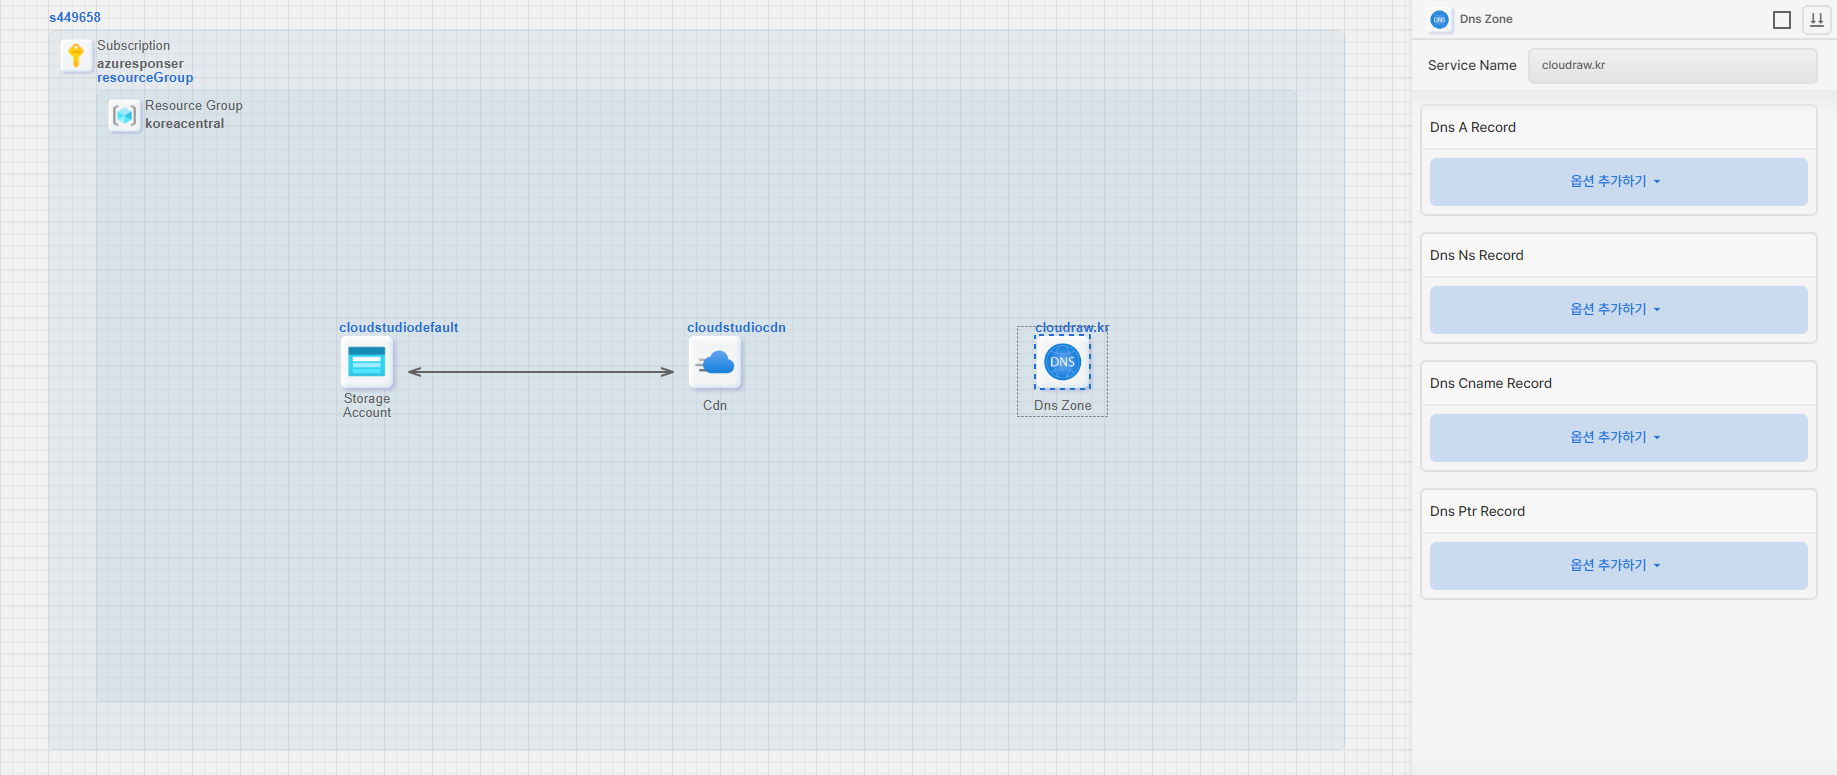 s449658
Subscription
azuresponser
resourceGroup
Resource Group
koreacentral
cloudstudiodefault
Storage
Account
cloudstudiocdn
Cdn
cloudraw.kr
DNS
Dns Zone
DNS
Dns Zone
Service Name
cloudraw.kr
Dns A Record
옵션 추가하기
Dns Ns Record
옵션 추가하기
Dns Cname Record
옵션 추가하기
Dns Ptr Record
옵션 추가하기